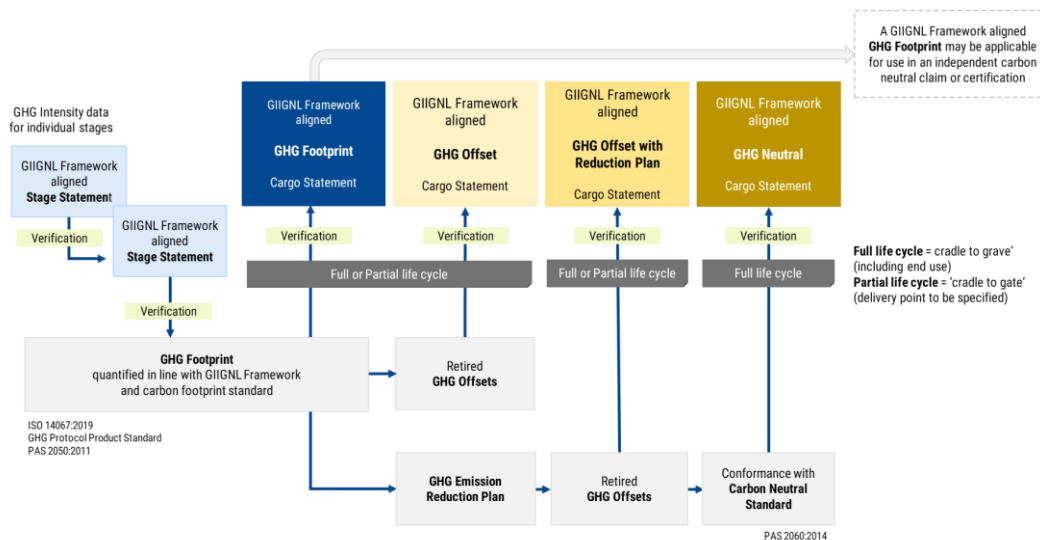 A GIIGNL Framework aligned
GHG Footprint may be applicable
for use in an independent carbon
neutral claim or certification
GHG Intensity data
for individual stages
GIIGNL Framework
aligned
Stage Statement
Verification
GIIGNL Framework
aligned
Stage Statement
Verification
GIIGNL Framework
aligned
GHG Footprint
Cargo Statement
GIIGNL Framework
aligned
GHG Offset
Cargo Statement
GIIGNL Framework
aligned
GHG Offset with
Reduction Plan
Cargo Statement
GIIGNL Framework
aligned
GHG Neutral
Cargo Statement
Verification
Verification
Verification
Verification
Full or Partial life cycle
Full or Partial life cycle
Full life cycle
Full life cycle = cradle to grave’
(including end use)
Partial life cycle = ‘cradle to gate’
(delivery point to be specified)
GHG Footprint
quantified in line with GIIGNL Framework
and carbon footprint standard
Retired
GHG Offsets
ISO 14067:2019
GHG Protocol Product Standard
PAS 2050:2011
GHG Emission
Reduction Plan
Retired
GHG Offsets
Conformance with
Carbon Neutral
Standard
PAS 2060:2014